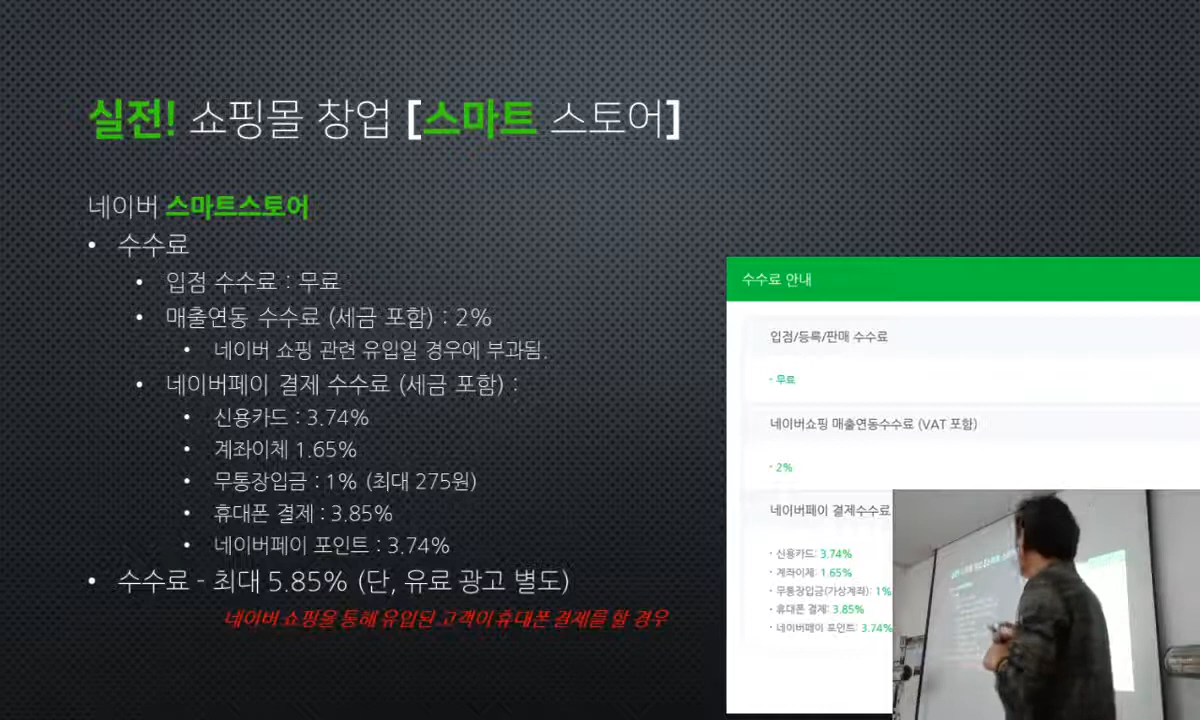 실전! 쇼핑몰 창업 [스마트 스토어]
네이버 스마트스토어
• 수수료
• 입점 수수료 : 무료
• 매출연동 수수료 (세금 포함) : 2%
• 네이버 쇼핑 관련 유입일 경우에 부과됨.
• 네이버페이 결제 수수료 (세금 포함) :
• 신용카드 : 3.74%
• 계좌이체 1.65%
• 무통장입금 : 1% (최대 275원)
• 휴대폰 결제 : 3.85%
• 네이버페이 포인트 : 3.74%
• 수수료 - 최대 5.85% (단, 유료 광고 별도)
네이버 쇼핑을 통해 유입된 고객이 휴대폰 결제를 할 경우
수수료 안내
입점/등록/판매 수수료
· 무료
네이버쇼핑 매출연동수수료 (VAT 포함)
· 2%
네이버페이 결제수수료
· 신용카드: 3.74%
· 계좌이체: 1.65%
· 무통장입금(가상계좌): 1%
· 휴대폰 결제: 3.85%
· 네이버페이 포인트: 3.74%